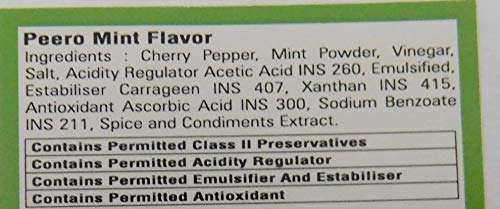 Peero Mint Flavor
Ingredients : Cherry Pepper, Mint Powder, Vinegar,
Salt, Acidity Regulator Acetic Acid INS 260, Emulsified,
Estabiliser Carrageen INS 407, Xanthan INS 415,
Antioxidant Ascorbic Acid INS 300, Sodium Benzoate
INS 211, Spice and Condiments Extract.
Contains Permitted Class II Preservatives
Contains Permitted Acidity Regulator
Contains Permitted Emulsifier And Estabiliser
Contains Permitted Antioxidant